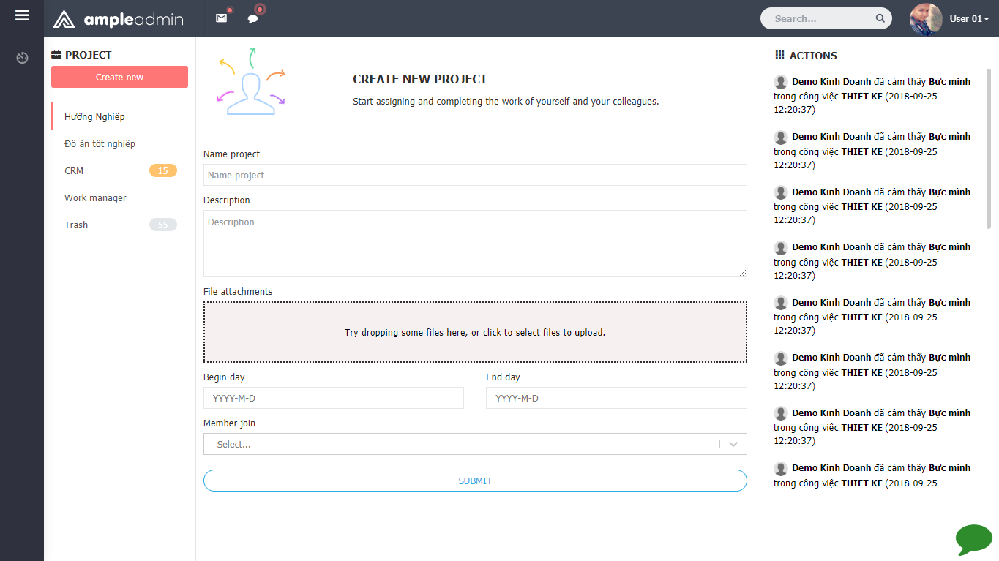 ampleadmin
Search...
User 01
PROJECT
Create new
Hướng Nghiệp
Đồ án tốt nghiệp
CRM 15
Work manager
Trash 55
CREATE NEW PROJECT
Start assigning and completing the work of yourself and your colleagues.
Name project
Name project
Description
Description
File attachments
Try dropping some files here, or click to select files to upload.
Begin day
YYYY-M-D
End day
YYYY-M-D
Member join
Select...
SUBMIT
ACTIONS
Demo Kinh Doanh đã cảm thấy Bực mình
trong công việc THIET KE (2018-09-25
12:20:37)
Demo Kinh Doanh đã cảm thấy Bực mình
trong công việc THIET KE (2018-09-25
12:20:37)
Demo Kinh Doanh đã cảm thấy Bực mình
trong công việc THIET KE (2018-09-25
12:20:37)
Demo Kinh Doanh đã cảm thấy Bực mình
trong công việc THIET KE (2018-09-25
12:20:37)
Demo Kinh Doanh đã cảm thấy Bực mình
trong công việc THIET KE (2018-09-25
12:20:37)
Demo Kinh Doanh đã cảm thấy Bực mình
trong công việc THIET KE (2018-09-25
12:20:37)
Demo Kinh Doanh đã cảm thấy Bực mình
trong công việc THIET KE (2018-09-25
12:20:37)
Demo Kinh Doanh đã cảm thấy Bực mình
trong công việc THIET KE (2018-09-25